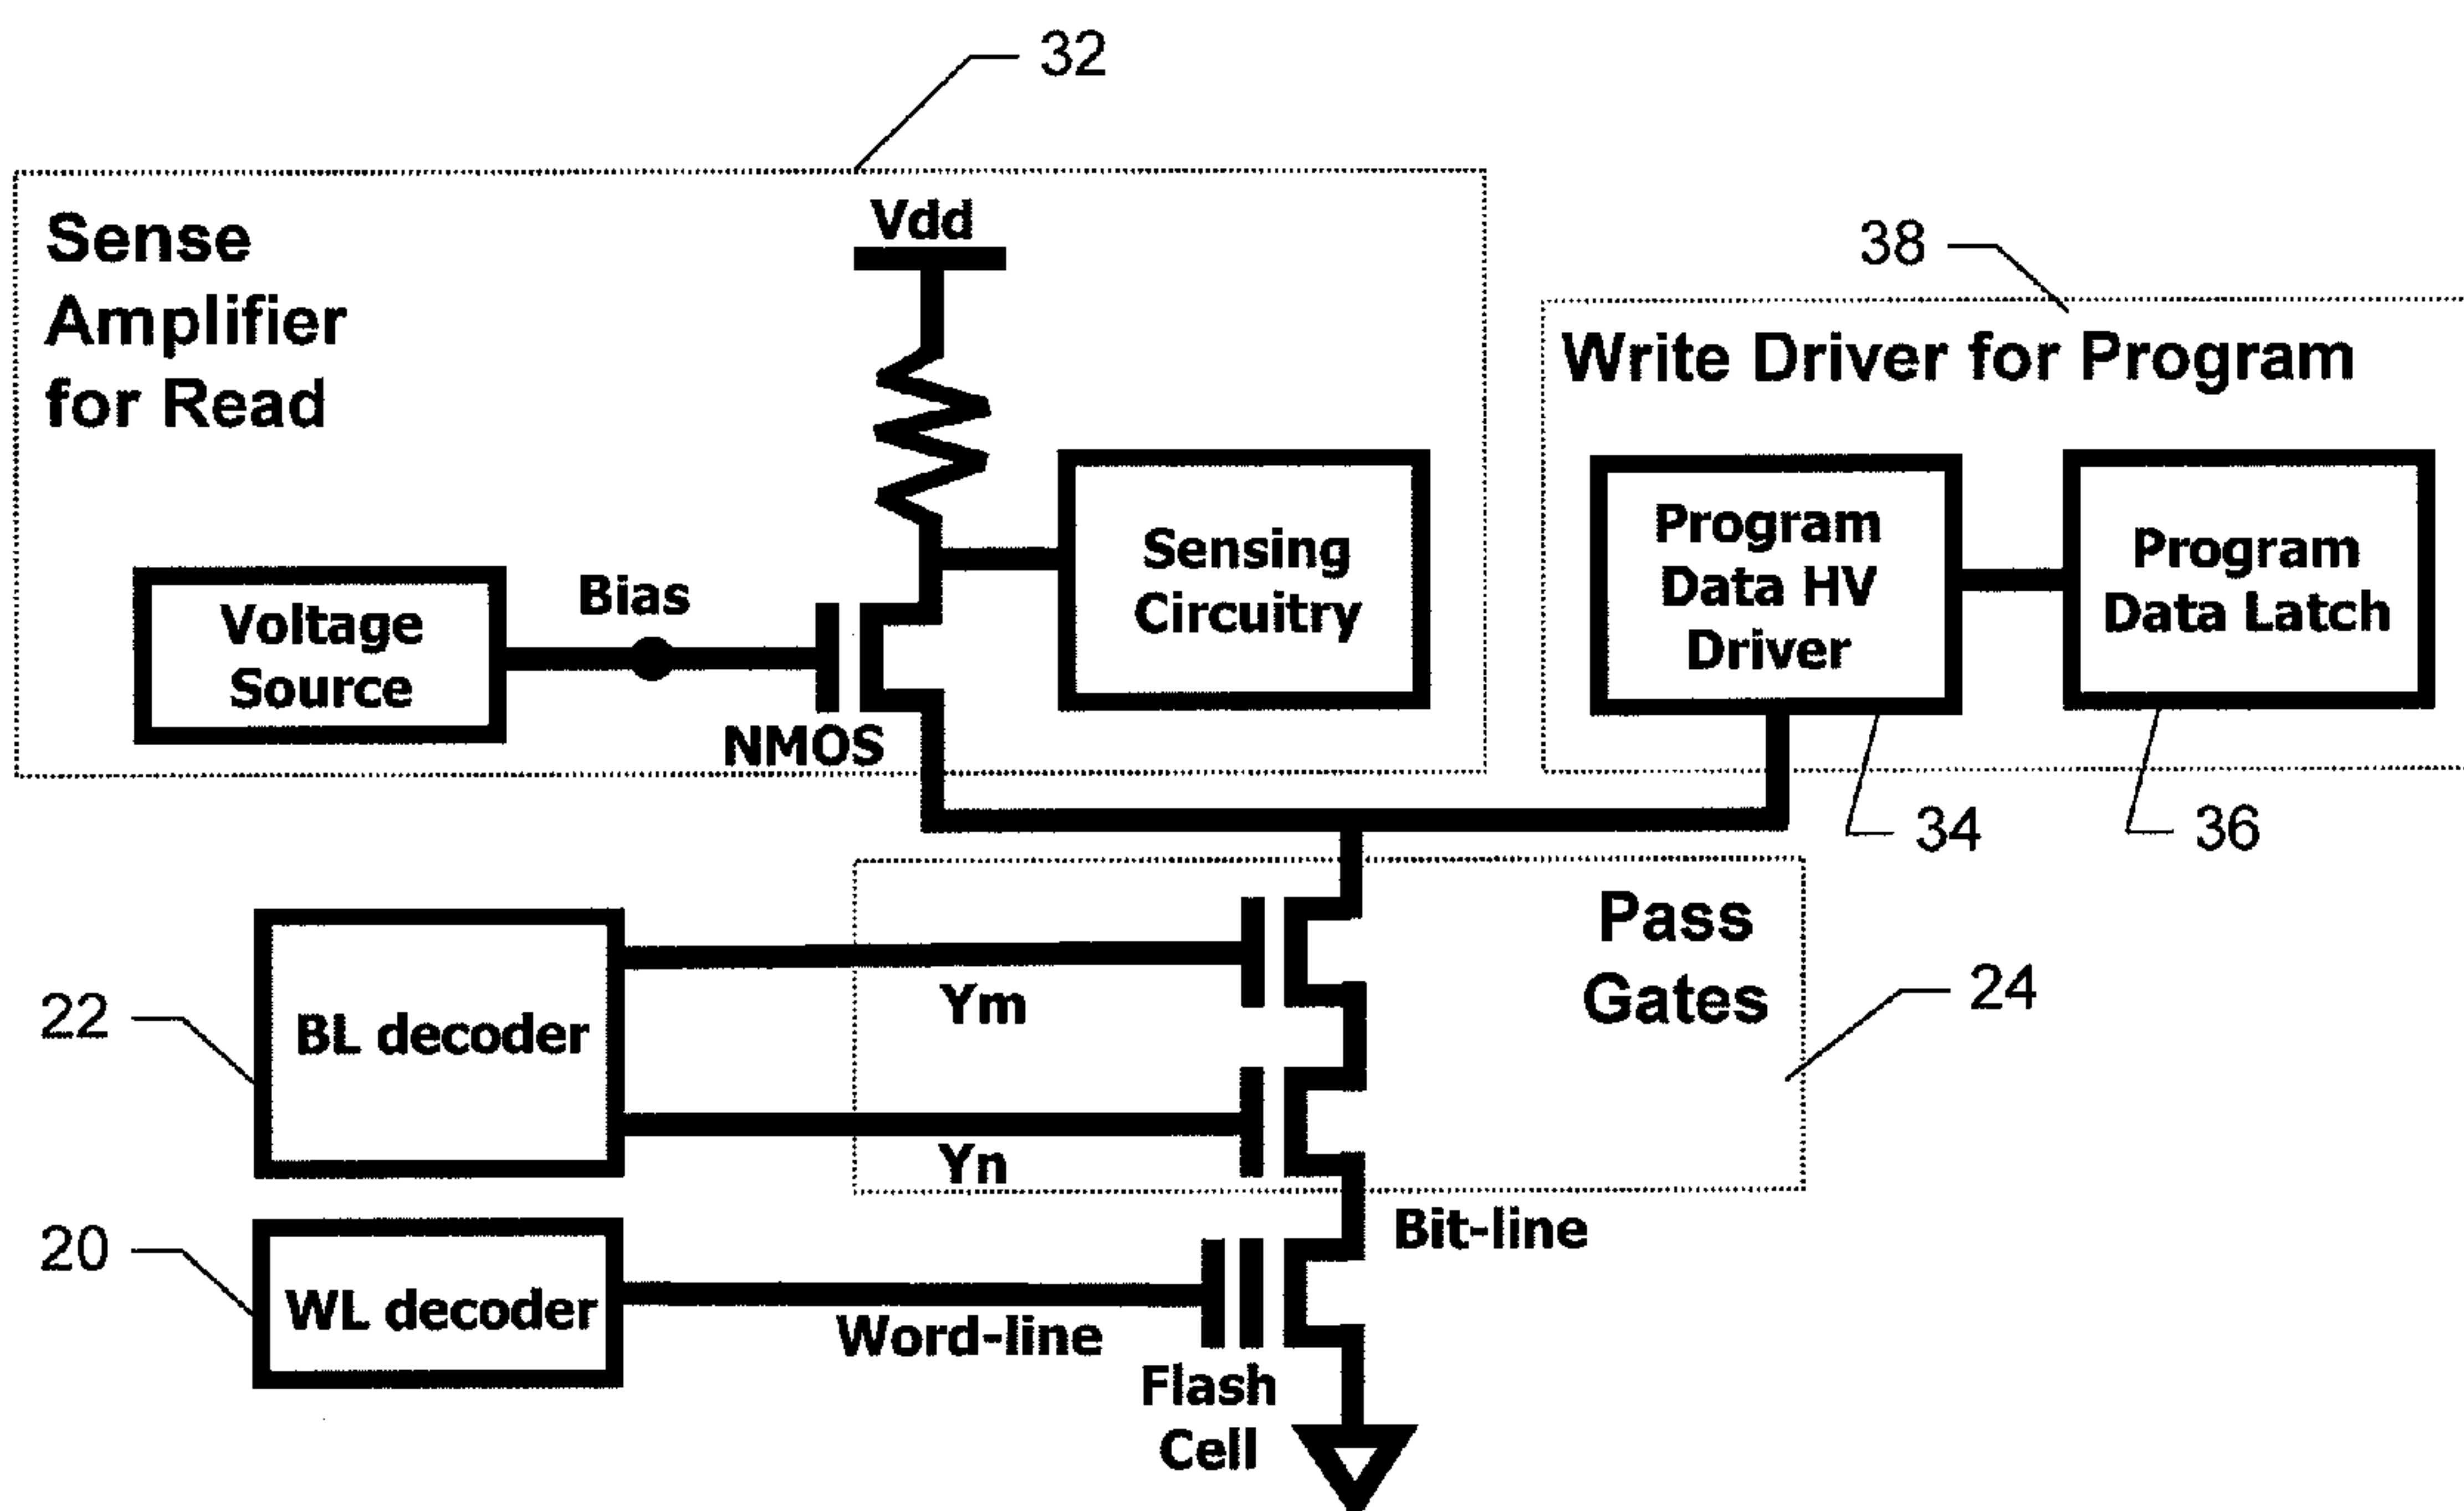 32
Sense
Amplifier
for Read
Vdd
38
Write Driver for Program
Voltage
Source
Bias
NMOS
Sensing
Circuitry
Program
Data HV
Driver
Program
Data Latch
34
36
22
BL decoder
Ym
Yn
Pass
Gates
24
20
WL decoder
Word-line
Bit-line
Flash
Cell